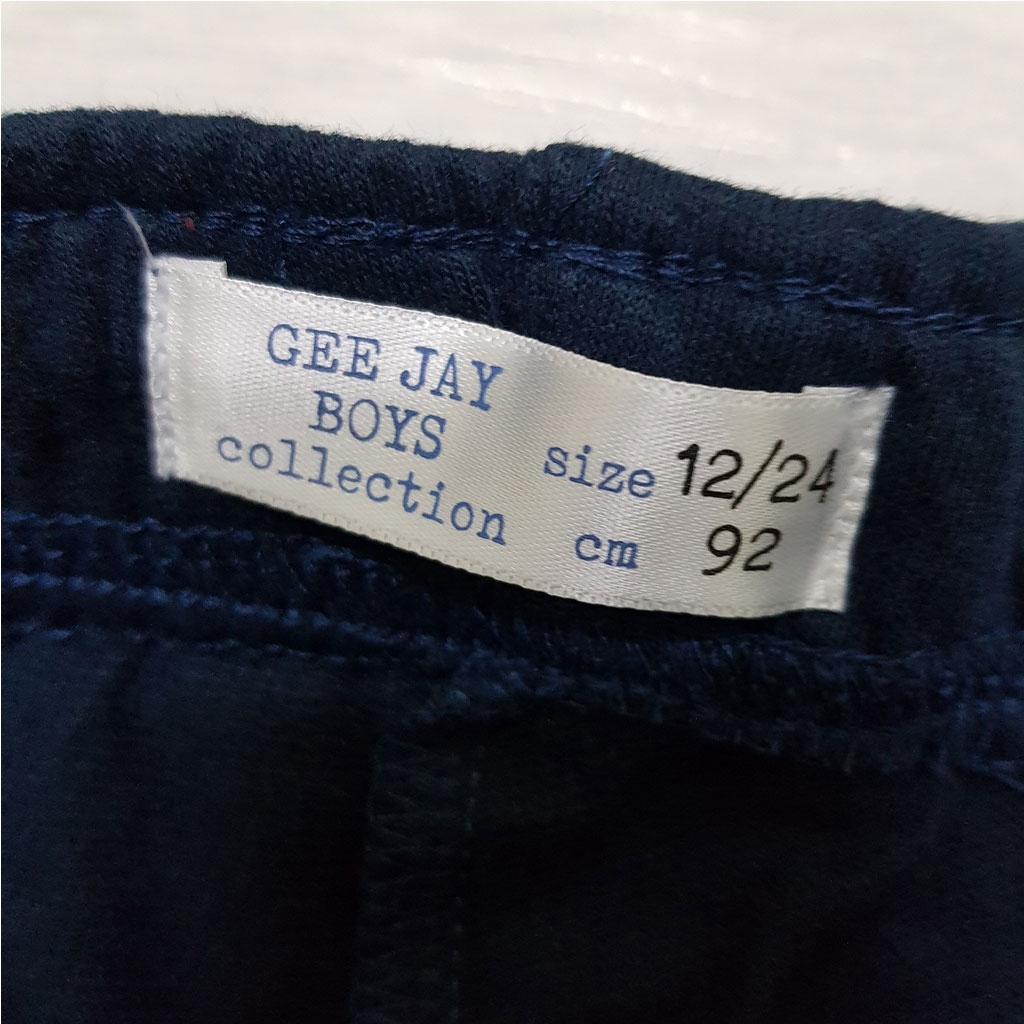 GEE JAY
BOYS
collection
size 12/24
cm 92